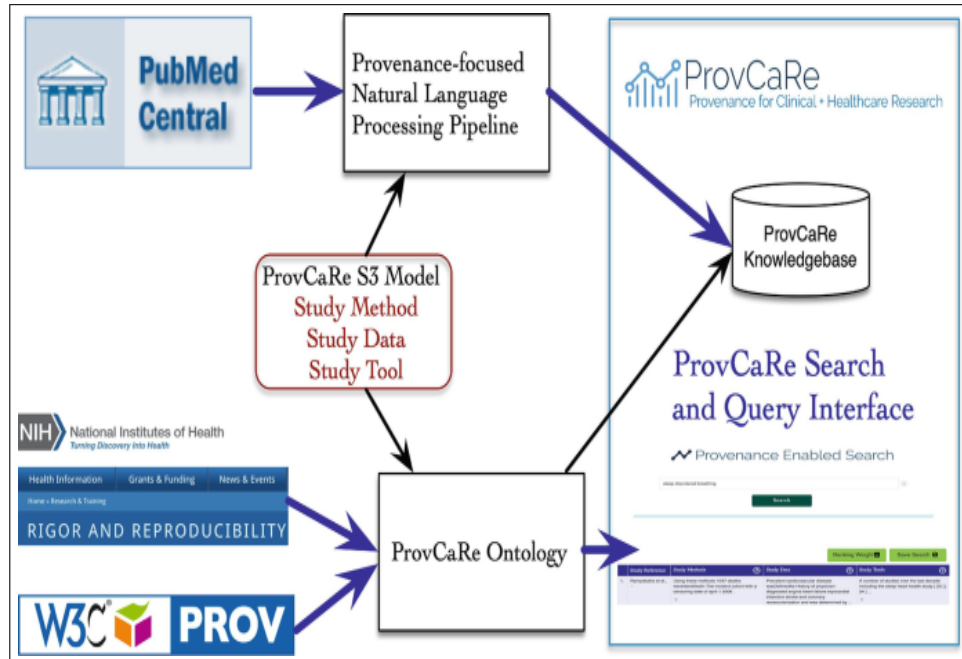 PubMed
Central
Provenance-focused
Natural Language
Processing Pipeline
ProvCaRe
Provenance for Clinical + Healthcare Research
ProvCaRe
Knowledgebase
ProvCaRe S3 Model
Study Method
Study Data
Study Tool
ProvCaRe Search
and Query Interface
Provenance Enabled Search
sleep disordered breathing
Search
NIH National Institutes of Health
Turning Discovery Into Health
Health Information Grants & Funding News & Events
Home » Research & Training
RIGOR AND REPRODUCIBILITY
ProvCaRe Ontology
W3C PROV
Ranking Weight Save Search
Study Reference Study Methods Study Data Study Tools